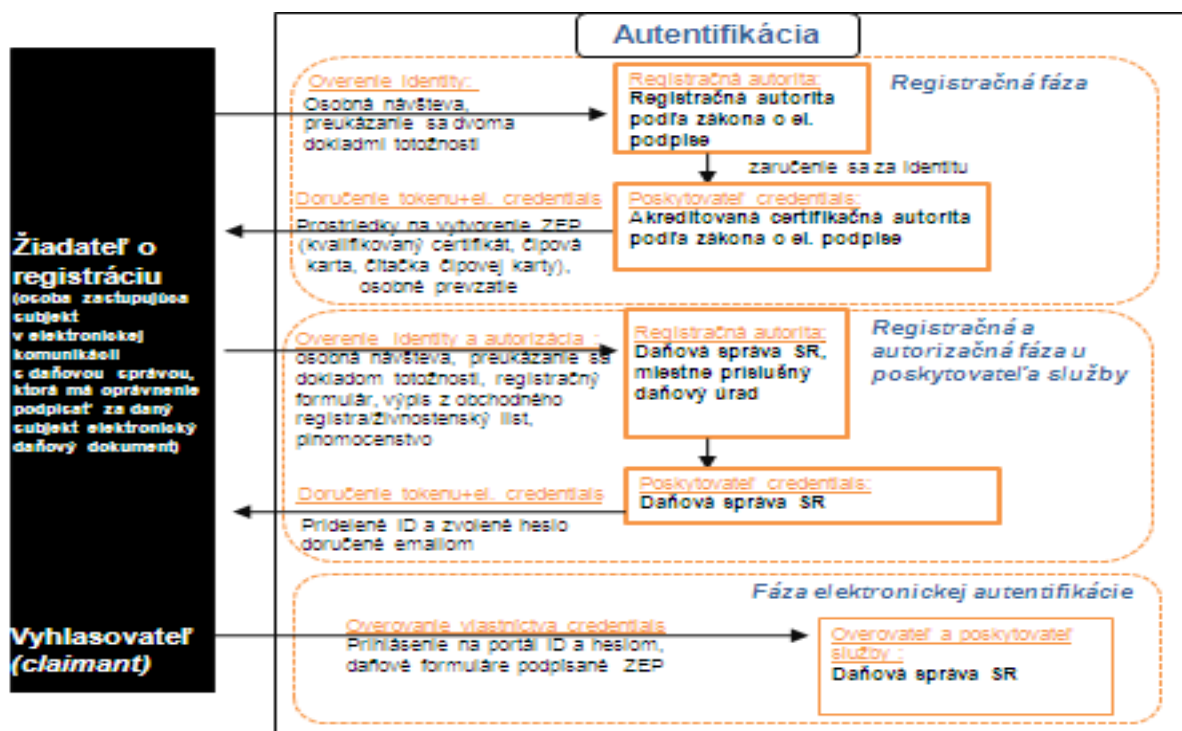 Autentifikácia
Registračná fáza
Overenie identity:
Osobná návšteva,
preukázanie sa dvoma
dokladmi totožnosti
Registračná autorita:
Registračná autorita
podľa zákona o el.
podpise
zaručenie sa za identitu
Doručenie tokenu+el. credentials
Prostriedky na vytvorenie ZEP
(kvalifikovaný certifikát, čipová
karta, čítačka čipovej karty),
osobné prevzatie
Poskytovateľ credentials:
Akreditovaná certifikačná autorita
podľa zákona o el. podpise
Žiadateľ o
registráciu
(osoba zastupujúca
subjekt
v elektronickej
komunikácii
s daňovou správou,
ktorá má oprávnenie
podpísať za daný
subjekt elektronický
daňový dokument)
Registračná a
autorizačná fáza u
poskytovateľa služby
Overenie identity a autorizácia :
osobná návšteva, preukázanie sa
dokladom totožnosti, registračný
formulár, výpis z obchodného
registra/živnostenský list,
plnomocenstvo
Registračná autorita:
Daňová správa SR,
miestne príslušný
daňový úrad
Doručenie tokenu+el. credentials
Pridelené ID a zvolené heslo
doručené emailom
Poskytovateľ credentials:
Daňová správa SR
Fáza elektronickej autentifikácie
Vyhlasovateľ
(claimant)
Overovanie vlastníctva credentials
Prihlásenie na portál ID a heslom,
daňové formuláre podpísané ZEP
Overovateľ a poskytovateľ
služby :
Daňová správa SR